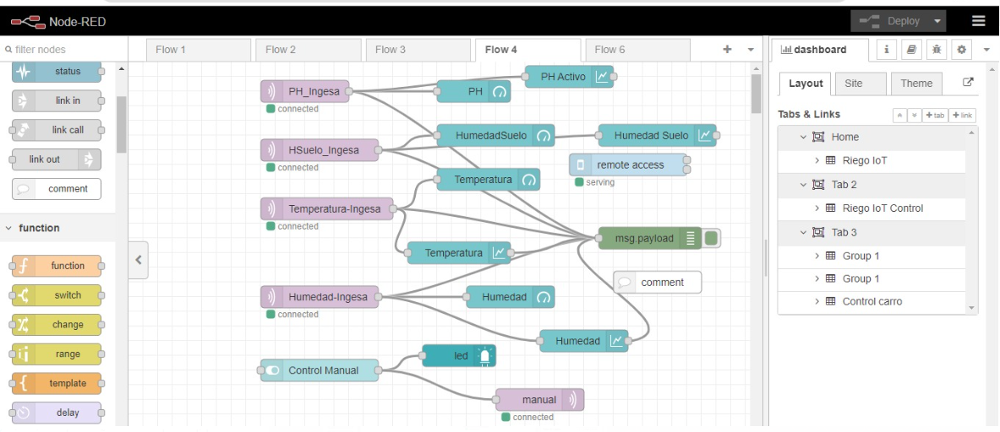 Node-RED
Deploy
filter nodes
Flow 1
Flow 2
Flow 3
Flow 4
Flow 6
dashboard
i
status
link in
link call
link out
comment
function
function
switch
change
range
template
delay
PH_Ingesa
connected
PH
PH Activo
HSuelo_Ingesa
connected
HumedadSuelo
Humedad Suelo
remote access
serving
Temperatura
Temperatura-Ingesa
connected
msg.payload
Temperatura
comment
Humedad-Ingesa
connected
Humedad
Humedad
led
Control Manual
manual
connected
Layout
Site
Theme
Tabs & Links
+ tab
+ link
Home
Riego IoT
Tab 2
Riego IoT Control
Tab 3
Group 1
Group 1
Control carro